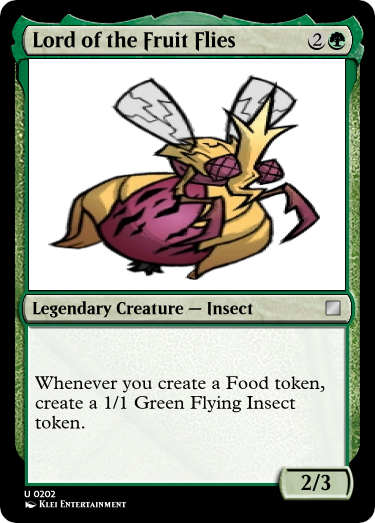 Lord of the Fruit Flies 2
Legendary Creature — Insect
Whenever you create a Food token,
create a 1/1 Green Flying Insect
token.
2/3
U 0202
Klei Entertainment